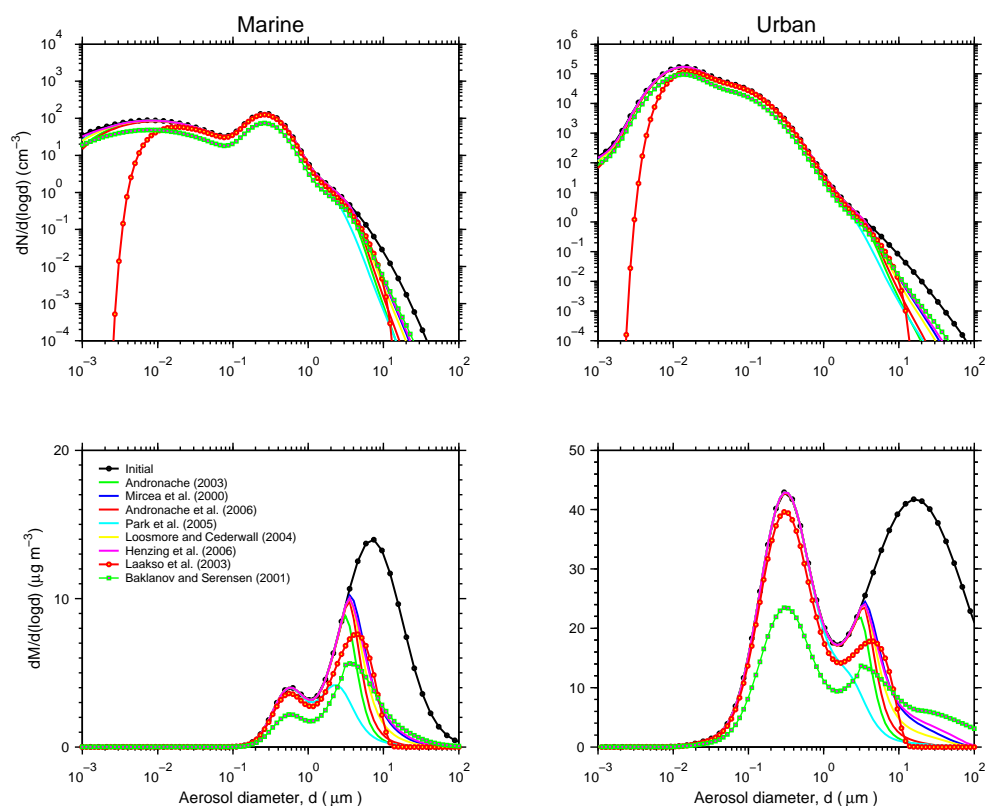 Marine
Urban
dN/d(logd) (cm−3)
10^4
10^3
10^2
10^1
10^0
10^−1
10^−2
10^−3
10^−4
10^−3 10^−2 10^−1 10^0 10^1 10^2
10^6
10^5
10^4
10^3
10^2
10^1
10^0
10^−1
10^−2
10^−3
10^−4
10^−3 10^−2 10^−1 10^0 10^1 10^2
dM/d(logd) (μg m−3)
20
10
0
Initial
Andronache (2003)
Mircea et al. (2000)
Andronache et al. (2006)
Park et al. (2005)
Loosmore and Cederwall (2004)
Henzing et al. (2006)
Laakso et al. (2003)
Baklanov and Serensen (2001)
10^−3 10^−2 10^−1 10^0 10^1 10^2
Aerosol diameter, d ( μm)
50
40
30
20
10
0
10^−3 10^−2 10^−1 10^0 10^1 10^2
Aerosol diameter, d ( μm)